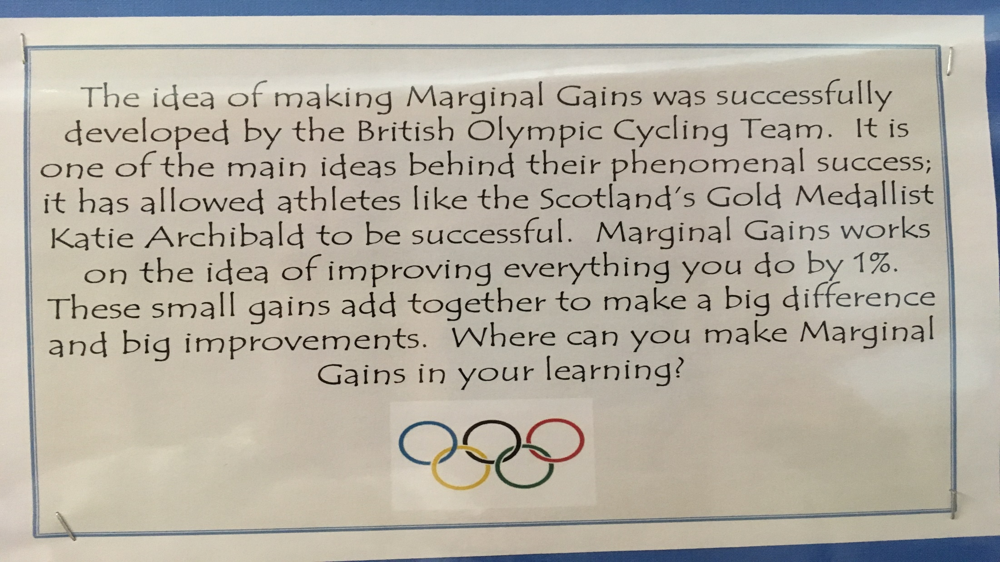 The idea of making Marginal Gains was successfully
developed by the British Olympic Cycling Team.  It is
one of the main ideas behind their phenomenal success;
it has allowed athletes like the Scotland's Gold Medallist
Katie Archibald to be successful.  Marginal Gains works
on the idea of improving everything you do by 1%.
These small gains add together to make a big difference
and big improvements.  Where can you make Marginal
Gains in your learning?